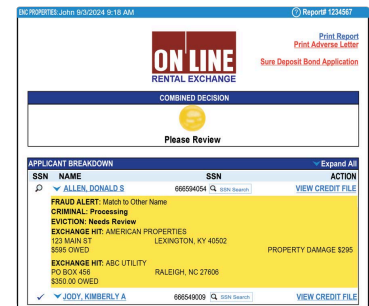 ENC PROPERTIES: John 9/3/2024 9:18 AM ? Report# 1234567
Print Report
Print Adverse Letter
ON LINE
RENTAL EXCHANGE
Sure Deposit Bond Application
COMBINED DECISION
Please Review
APPLICANT BREAKDOWN Expand All
SSN NAME SSN ACTION
ALLEN, DONALD S 666594054 SSN Search VIEW CREDIT FILE
FRAUD ALERT: Match to Other Name
CRIMINAL: Processing
EVICTION: Needs Review
EXCHANGE HIT: AMERICAN PROPERTIES
123 MAIN ST LEXINGTON, KY 40502
$595 OWED PROPERTY DAMAGE $295
EXCHANGE HIT: ABC UTILITY
PO BOX 456 RALEIGH, NC 27606
$350.00 OWED
JODY, KIMBERLY A 666549009 SSN Search VIEW CREDIT FILE